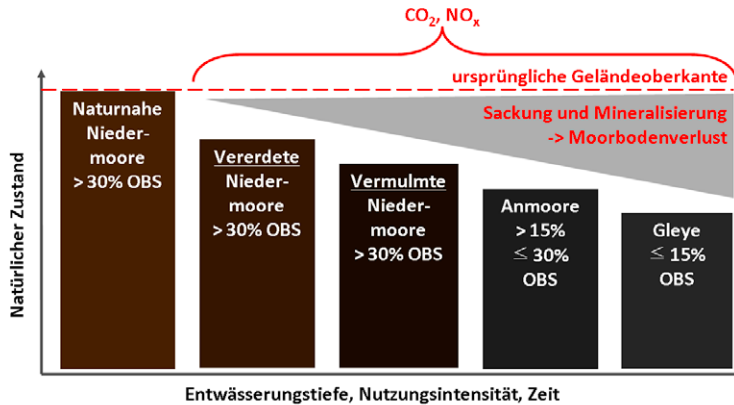 CO₂, NOₓ
ursprüngliche Geländeoberkante
Sackung und Mineralisierung
-> Moorbodenverlust
Naturnahe
Nieder-
moore
> 30% OBS
Vererdete
Nieder-
moore
> 30% OBS
Vermulmte
Nieder-
moore
> 30% OBS
Anmoore
> 15%
≤ 30%
OBS
Gleye
≤ 15%
OBS
Natürlicher Zustand
Entwässerungstiefe, Nutzungsintensität, Zeit